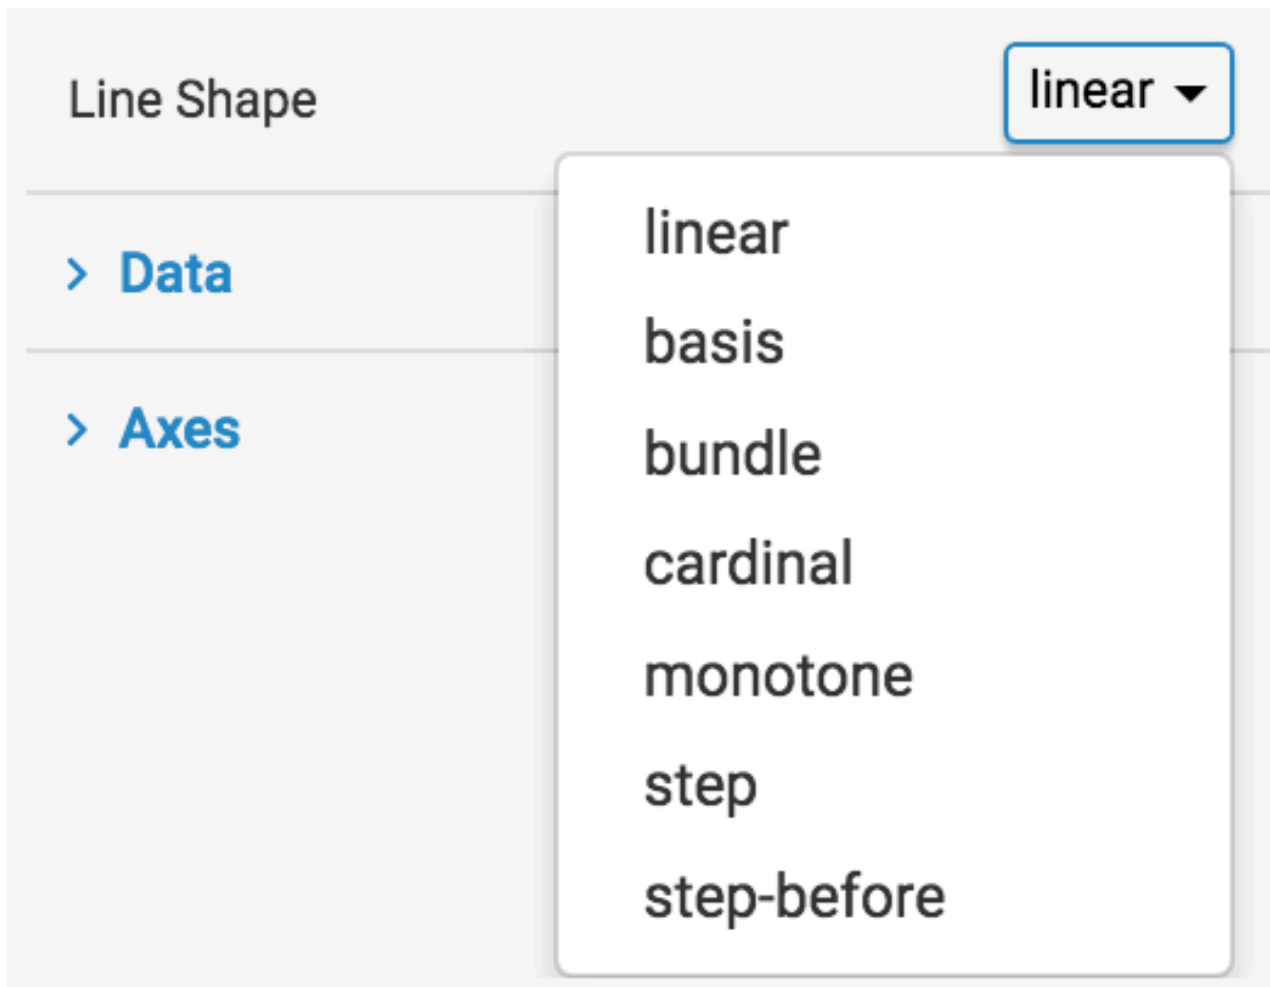 Line Shape
linear
linear
basis
bundle
cardinal
monotone
step
step-before
Data
Axes